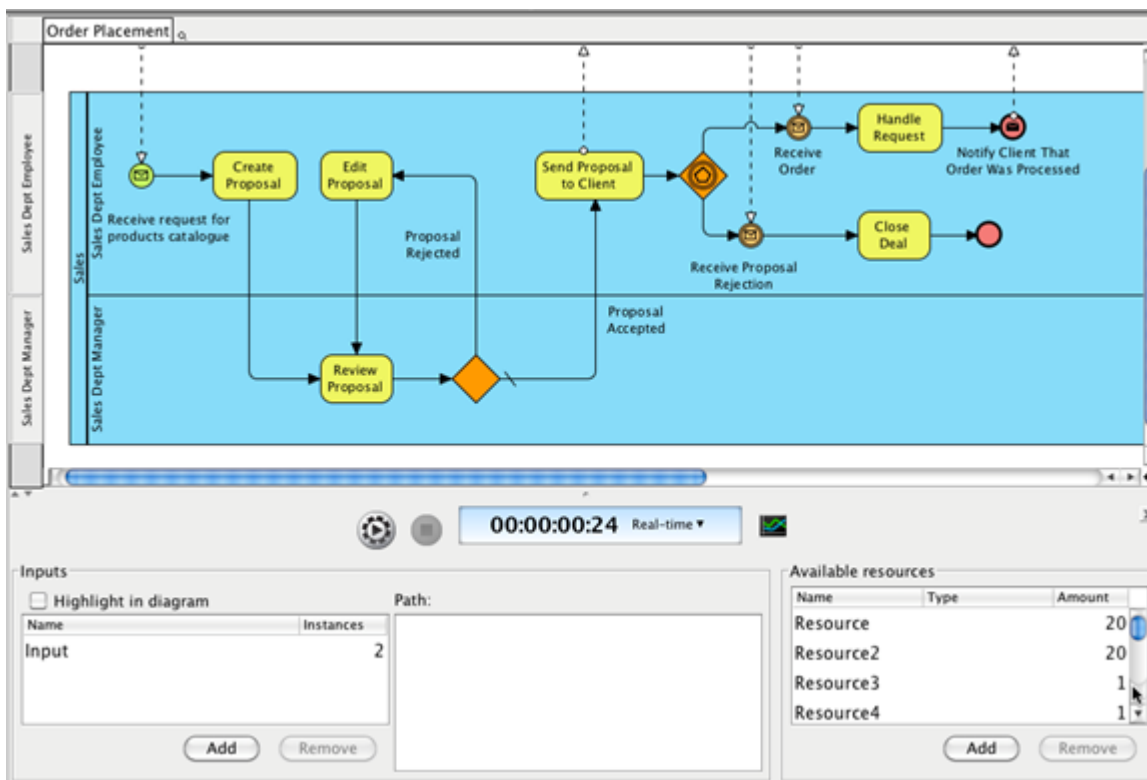 Order Placement
Sales Dept Employee
Sales Dept Manager
Sales
Sales Dept Employee
Sales Dept Manager
Receive request for
products catalogue
Create
Proposal
Edit
Proposal
Proposal
Rejected
Review
Proposal
Send Proposal
to Client
Proposal
Accepted
Receive
Order
Handle
Request
Notify Client That
Order Was Processed
Receive Proposal
Rejection
Close
Deal
00:00:00:24 Real-time
Inputs
Highlight in diagram
Name Instances
Input 2
Add Remove
Path:
Available resources
Name Type Amount
Resource 20
Resource2 20
Resource3 1
Resource4 1
Add Remove